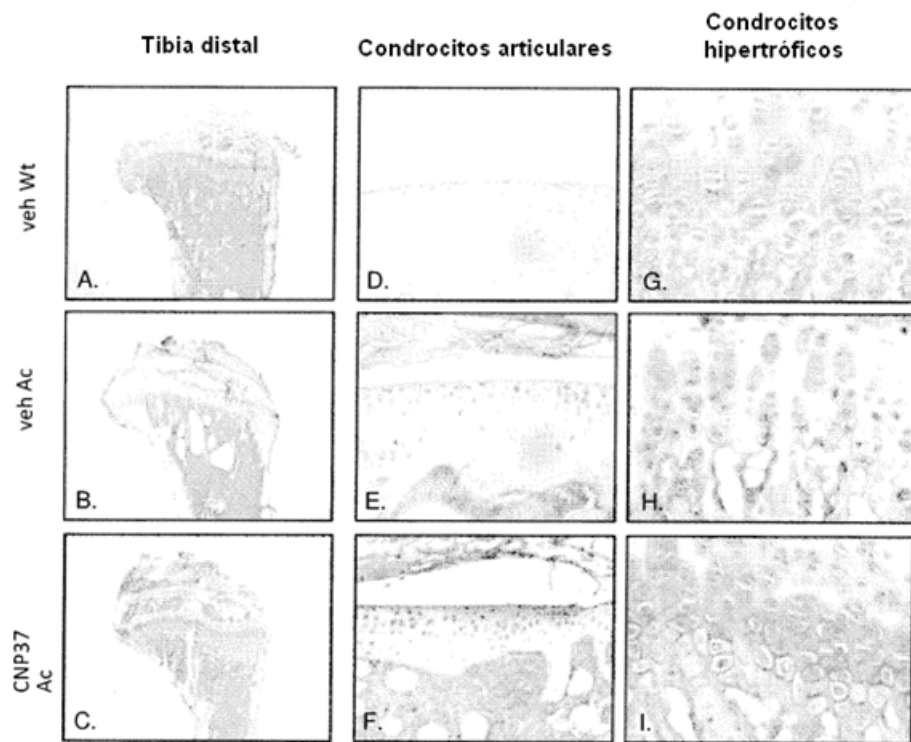 Tibia distal
Condrocitos articulares
Condrocitos
hipertróficos
veh Wt
A.
D.
G.
veh Ac
B.
E.
H.
CNP37
Ac
C.
F.
I.